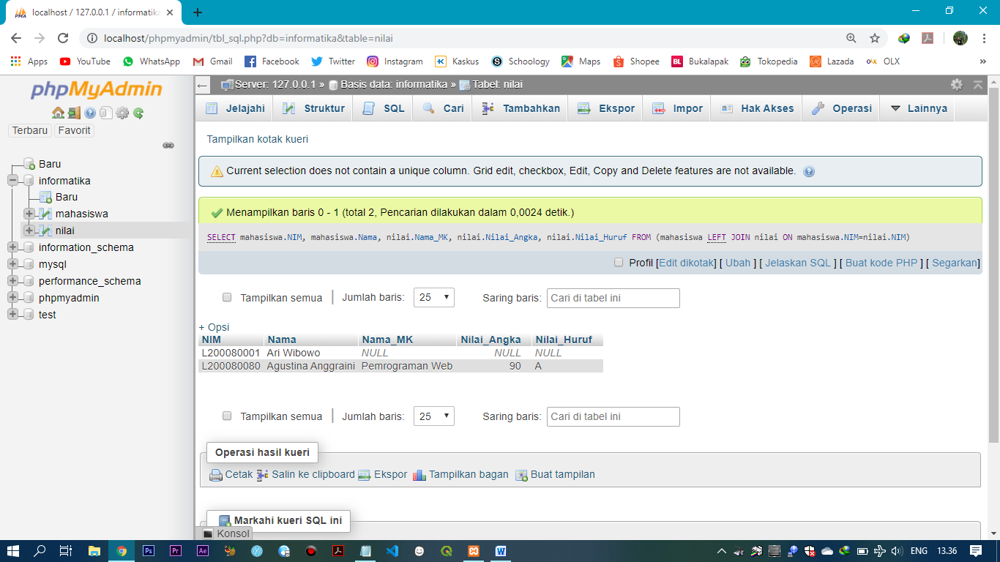 localhost / 127.0.0.1 / informatika
localhost/phpmyadmin/tbl_sql.php?db=informatika&table=nilai
Apps YouTube WhatsApp Gmail Facebook Twitter Instagram Kaskus Schoology Maps Shopee Bukalapak Tokopedia Lazada OLX »
phpMyAdmin
Terbaru Favorit
Baru
informatika
Baru
mahasiswa
nilai
information_schema
mysql
performance_schema
phpmyadmin
test
Server: 127.0.0.1 » Basis data: informatika » Tabel: nilai
Jelajahi Struktur SQL Cari Tambahkan Ekspor Impor Hak Akses Operasi Lainnya
Tampilkan kotak kueri
Current selection does not contain a unique column. Grid edit, checkbox, Edit, Copy and Delete features are not available.
Menampilkan baris 0 - 1 (total 2, Pencarian dilakukan dalam 0,0024 detik.)
SELECT mahasiswa.NIM, mahasiswa.Nama, nilai.Nama_MK, nilai.Nilai_Angka, nilai.Nilai_Huruf FROM (mahasiswa LEFT JOIN nilai ON mahasiswa.NIM=nilai.NIM)
Profil [Edit dikotak] [ Ubah ] [ Jelaskan SQL ] [ Buat kode PHP ] [ Segarkan]
Tampilkan semua | Jumlah baris: 25 Saring baris: Cari di tabel ini
+ Opsi
NIM Nama Nama_MK Nilai_Angka Nilai_Huruf
L200080001 Ari Wibowo NULL NULL NULL
L200080080 Agustina Anggraini Pemrograman Web 90 A
Tampilkan semua | Jumlah baris: 25 Saring baris: Cari di tabel ini
Operasi hasil kueri
Cetak Salin ke clipboard Ekspor Tampilkan bagan Buat tampilan
Markahi kueri SQL ini
Konsol
ENG 13.36